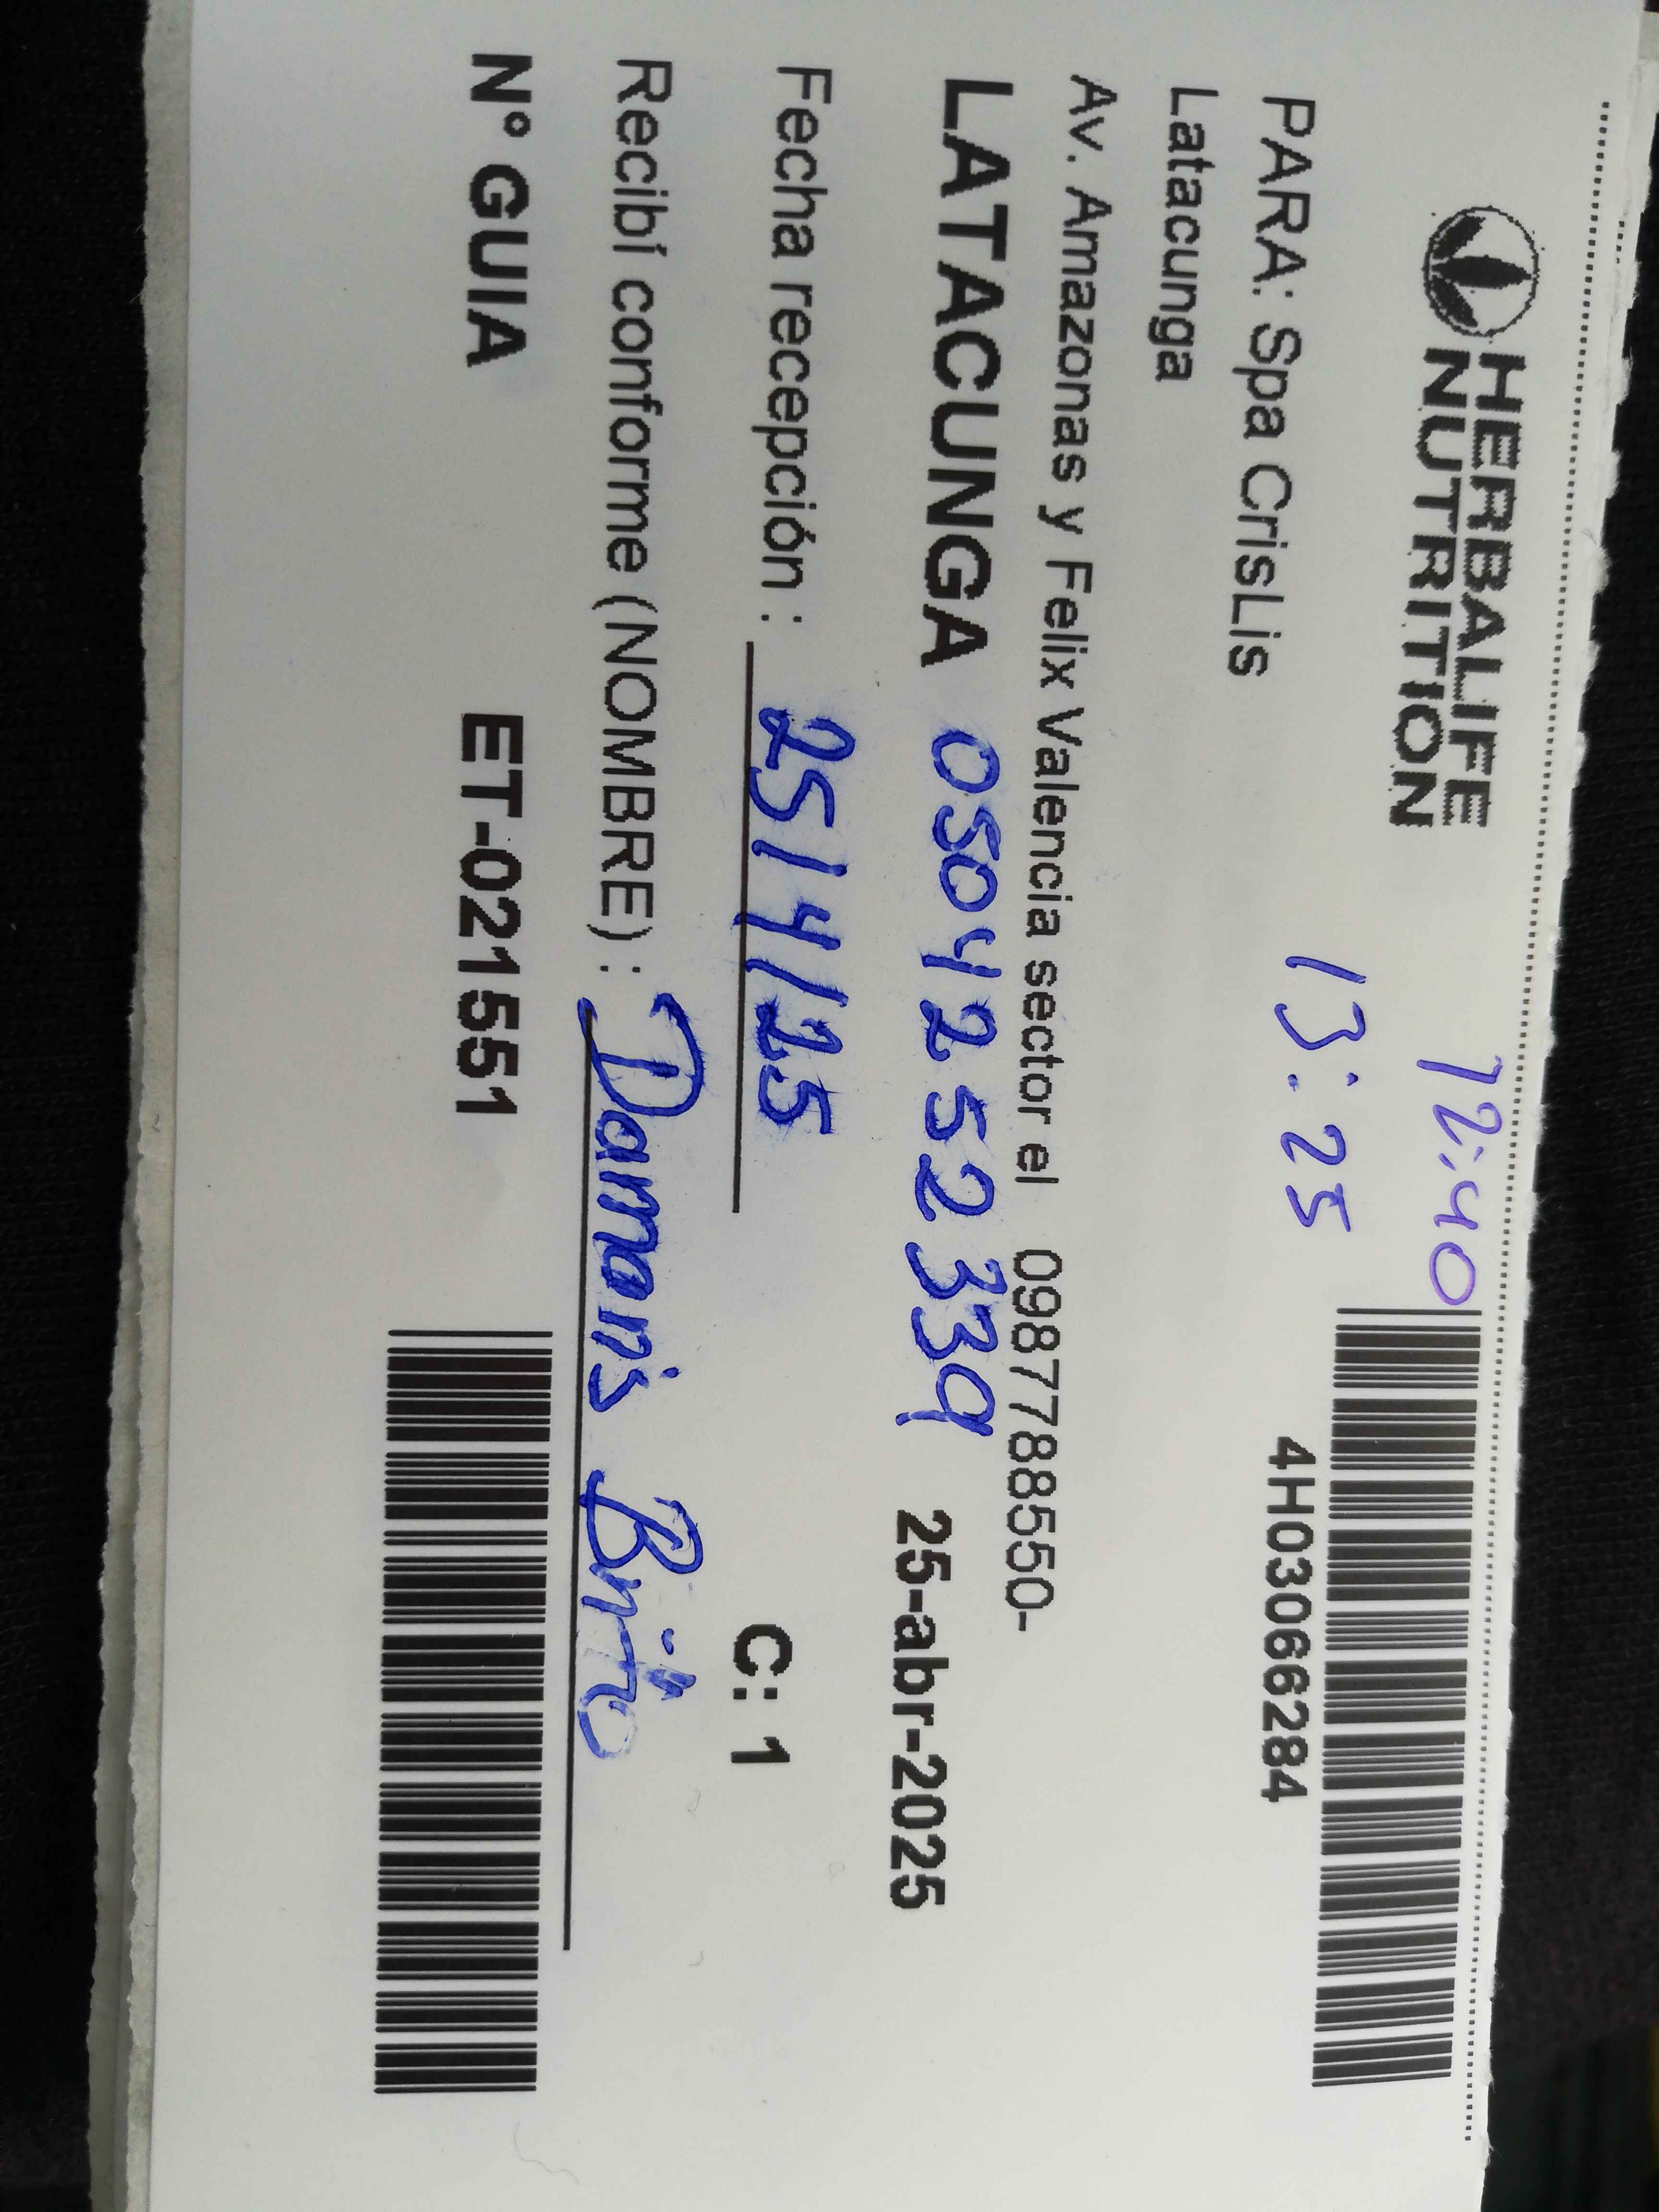 HERBALIFE
NUTRITION
12:40
PARA: Spa CrisLis
13:25
4H03066284
Latacunga
Av. Amazonas y Felix Valencia sector el 0987788550-
LATACUNGA 0504252339 25-abr-2025
Fecha recepción : 25/4/25
C: 1
Recibí conforme (NOMBRE) : Damaris Brito
N° GUIA ET-021551